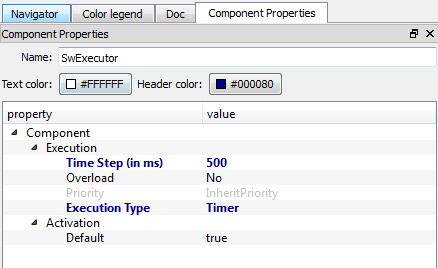 Navigator Color legend Doc Component Properties
Component Properties
Name: SwExecutor
Text color: #FFFFFF Header color: #000080
property value
Component
Execution
Time Step (in ms) 500
Overload No
Priority InheritPriority
Execution Type Timer
Activation
Default true